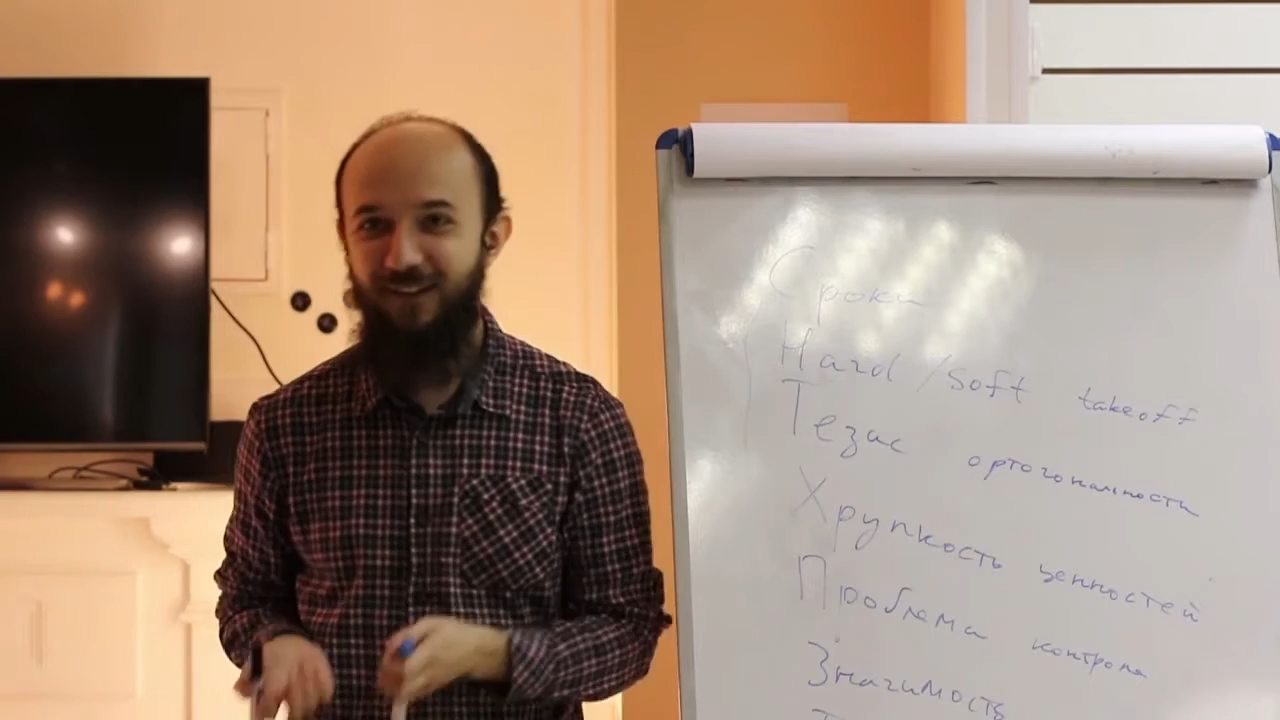 Сроки
Hard / Soft takeoff
Тезис ортогональности
Хрупкость ценностей
Проблема контроля
Значимость